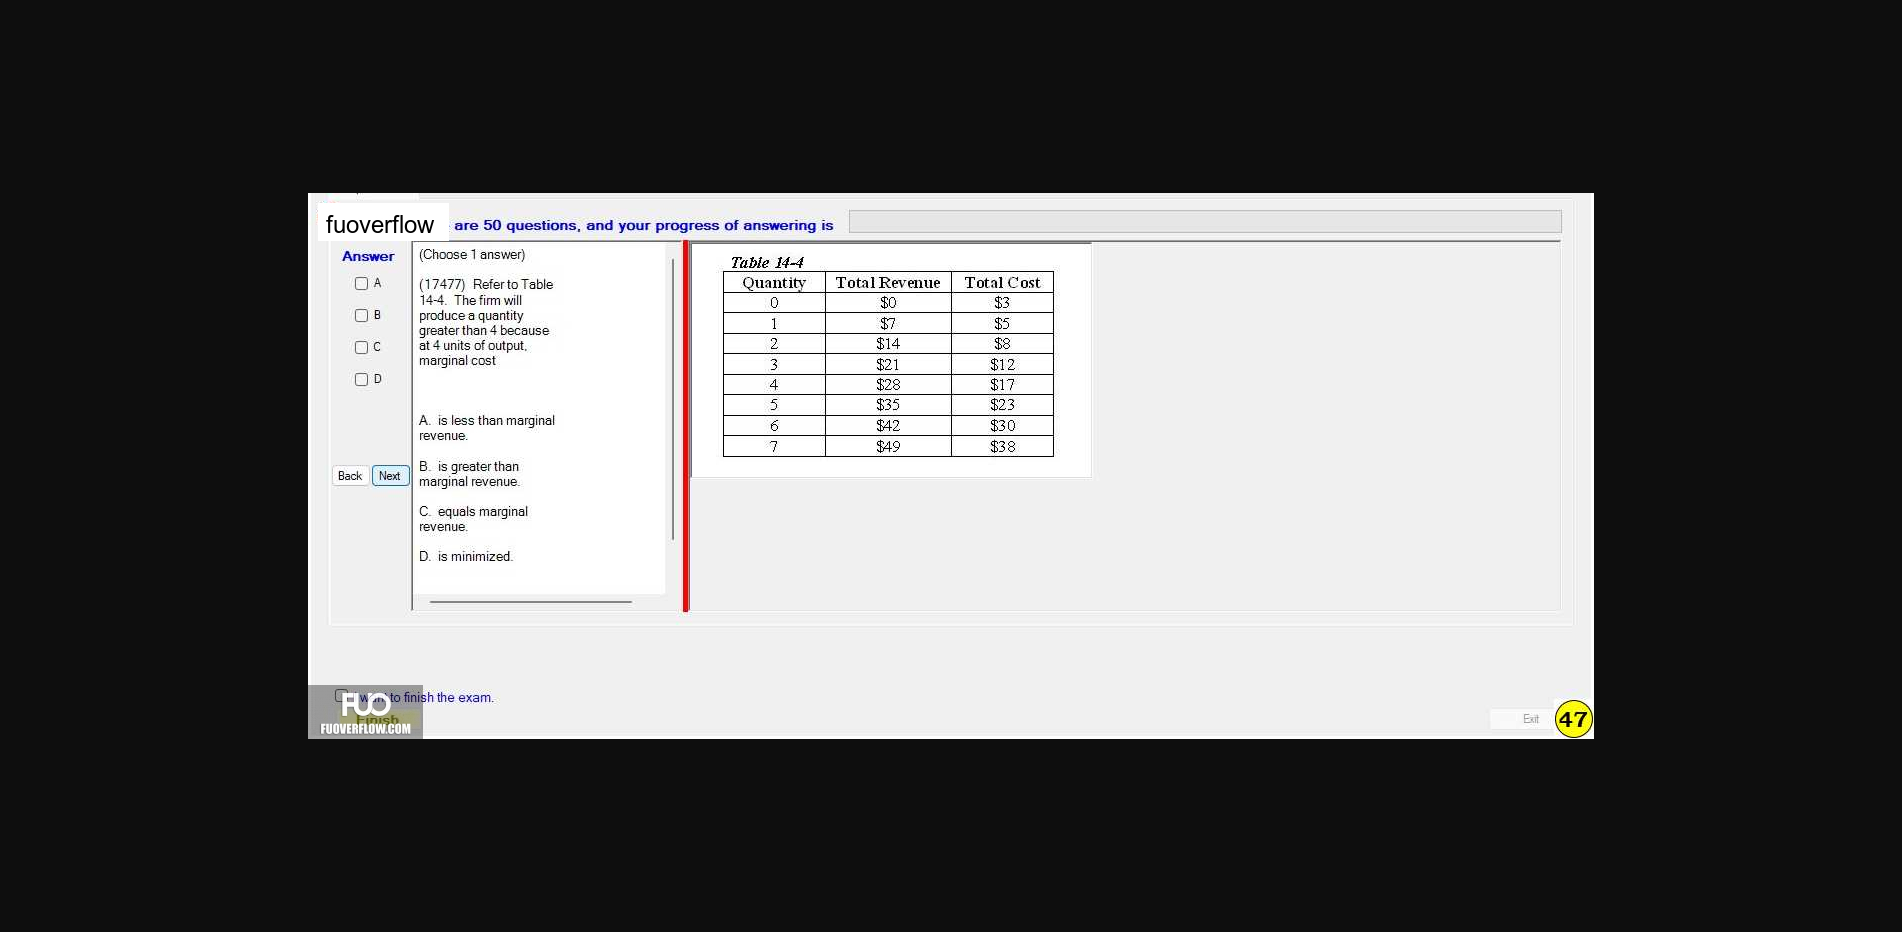 fuoverflow are 50 questions, and your progress of answering is
Answer
A
B
C
D
Back Next
(Choose 1 answer)
(17477) Refer to Table
14-4. The firm will
produce a quantity
greater than 4 because
at 4 units of output,
marginal cost
A. is less than marginal
revenue.
B. is greater than
marginal revenue.
C. equals marginal
revenue.
D. is minimized.
Table 14-4
Quantity Total Revenue Total Cost
0 $0 $3
1 $7 $5
2 $14 $8
3 $21 $12
4 $28 $17
5 $35 $23
6 $42 $30
7 $49 $38
want to finish the exam.
FUO
Finish
FUOVERFLOW.COM
Exit 47